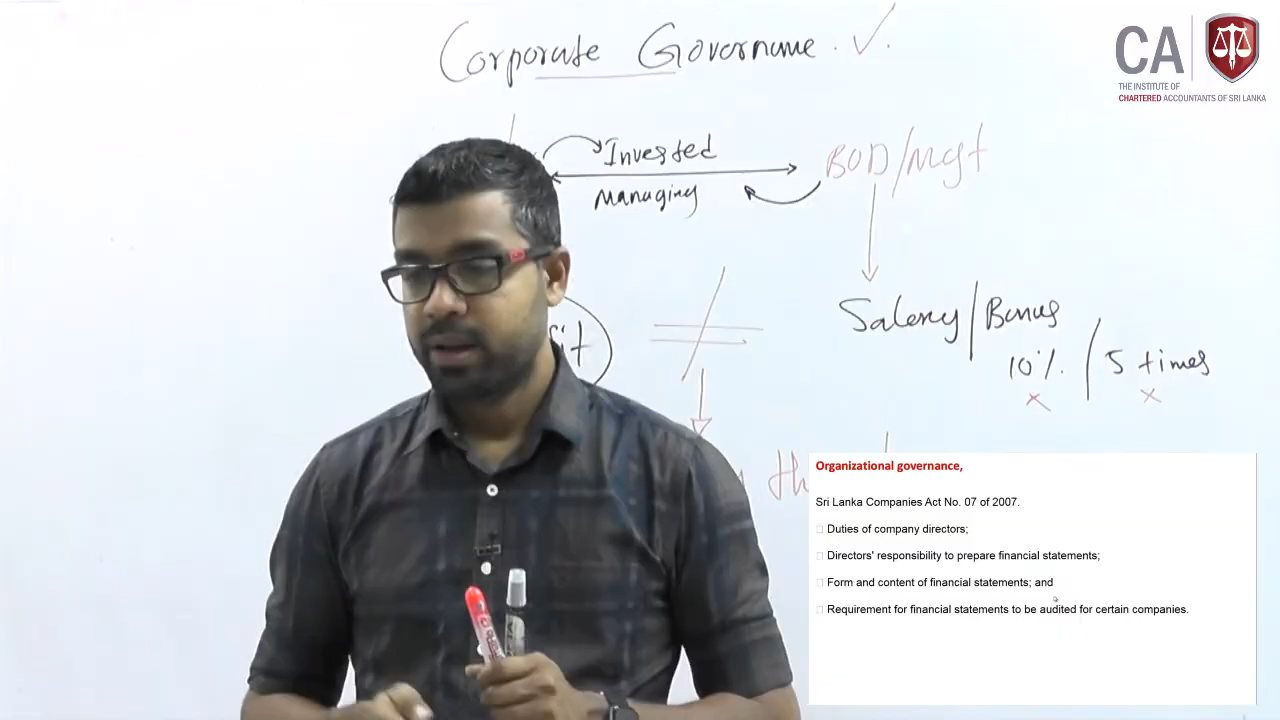 Corporate Governance. ✓.
CA
THE INSTITUTE OF
CHARTERED ACCOUNTANTS OF SRI LANKA
Invested
BOD/Mgt
Managing
Salary/Bonus
10% / 5 times
x x
Organizational governance,
Sri Lanka Companies Act No. 07 of 2007.
Duties of company directors;
Directors' responsibility to prepare financial statements;
Form and content of financial statements; and
Requirement for financial statements to be audited for certain companies.